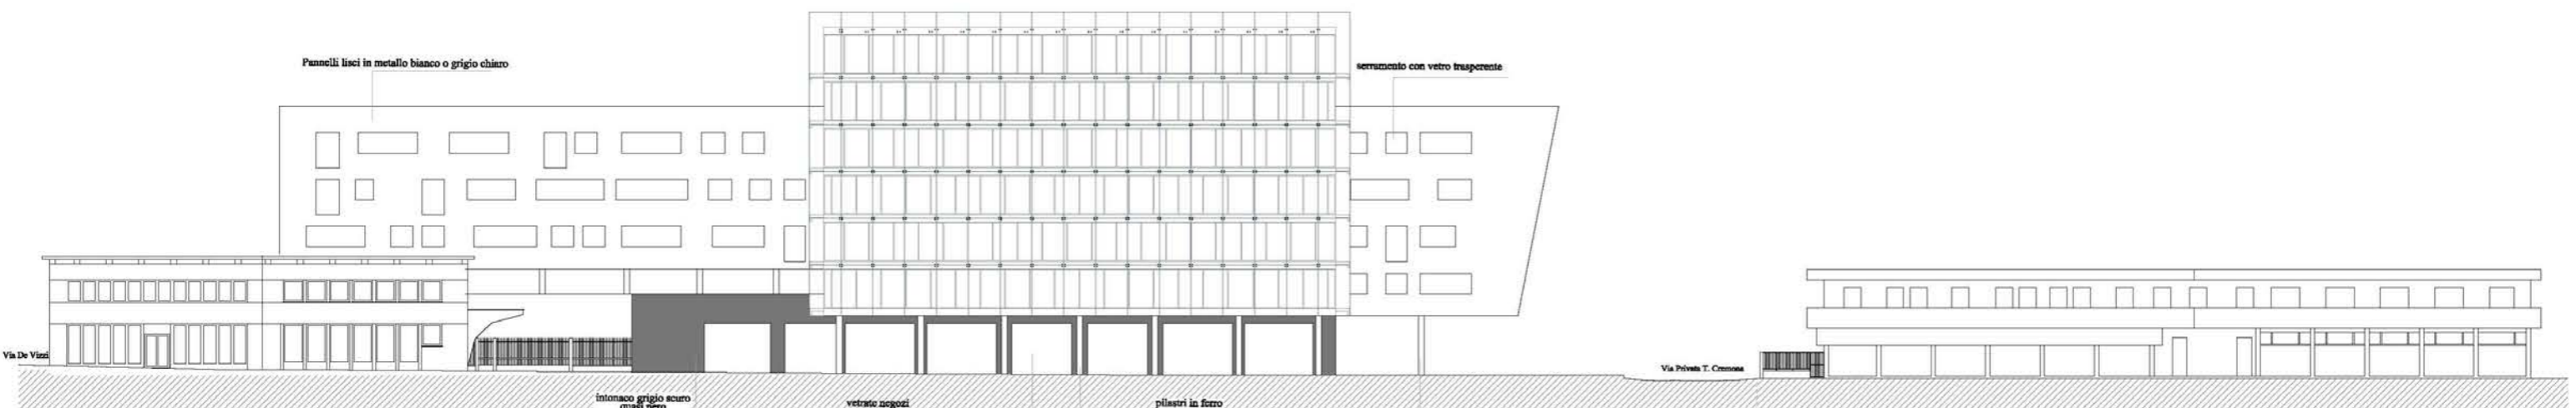 Pannelli lisci in metallo bianco o grigio chiaro
serramento con vetro trasperente
Via De Vizzi
Via Privata T. Cremona
intonaco grigio scuro
quasi nero
vetrate negozi
pilastri in ferro